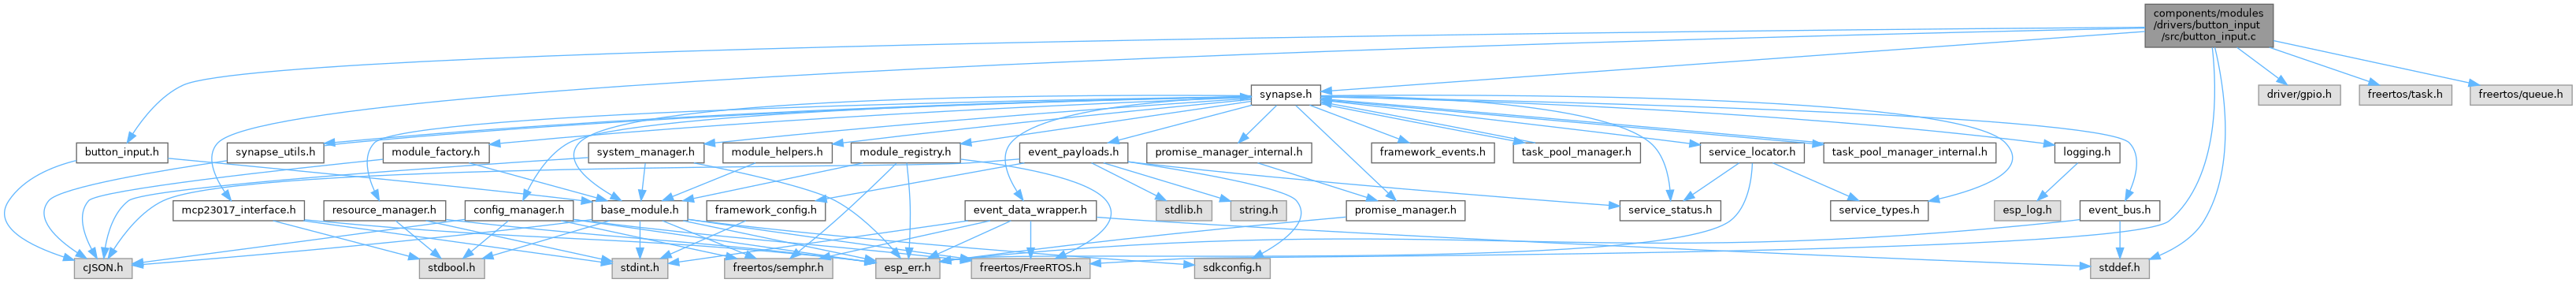 components/modules
/drivers/button_input
/src/button_input.c
synapse.h
driver/gpio.h
freertos/task.h
freertos/queue.h
button_input.h
synapse_utils.h
module_factory.h
system_manager.h
module_helpers.h
module_registry.h
event_payloads.h
promise_manager_internal.h
framework_events.h
task_pool_manager.h
service_locator.h
task_pool_manager_internal.h
logging.h
mcp23017_interface.h
resource_manager.h
config_manager.h
base_module.h
framework_config.h
event_data_wrapper.h
stdlib.h
string.h
promise_manager.h
service_status.h
service_types.h
esp_log.h
event_bus.h
cJSON.h
stdbool.h
stdint.h
freertos/semphr.h
esp_err.h
freertos/FreeRTOS.h
sdkconfig.h
stddef.h